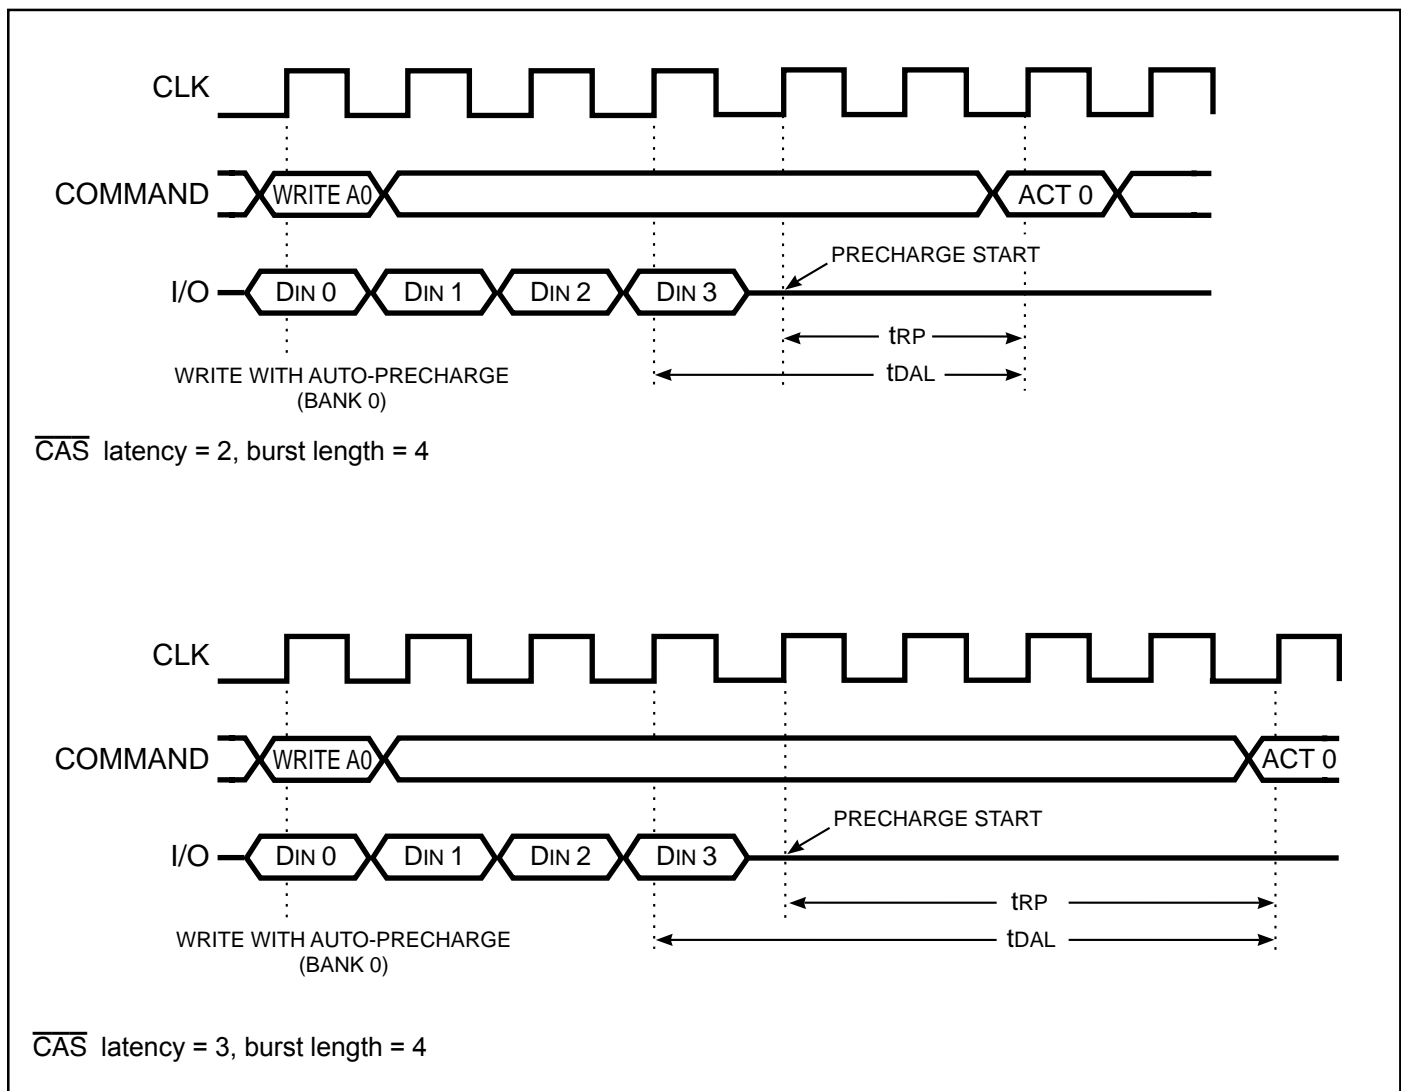 CLK
COMMAND WRITE A0 ACT 0
PRECHARGE START
I/O DIN 0 DIN 1 DIN 2 DIN 3
tRP
tDAL
WRITE WITH AUTO-PRECHARGE
(BANK 0)
CAS latency = 2, burst length = 4
CLK
COMMAND WRITE A0 ACT 0
PRECHARGE START
I/O DIN 0 DIN 1 DIN 2 DIN 3
tRP
tDAL
WRITE WITH AUTO-PRECHARGE
(BANK 0)
CAS latency = 3, burst length = 4